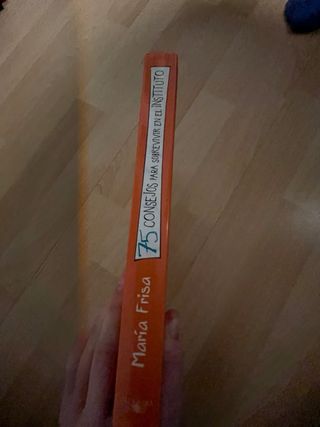 75 CONSEJOS PARA SOBREVIVIR EN EL INSTITUTO
María Frisa